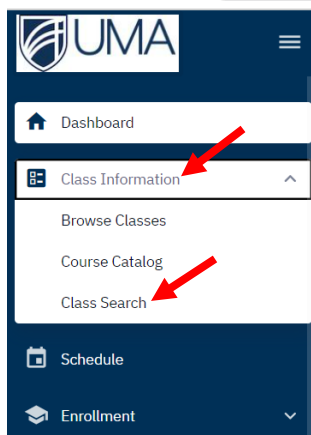 UMA
Dashboard
Class Information
Browse Classes
Course Catalog
Class Search
Schedule
Enrollment